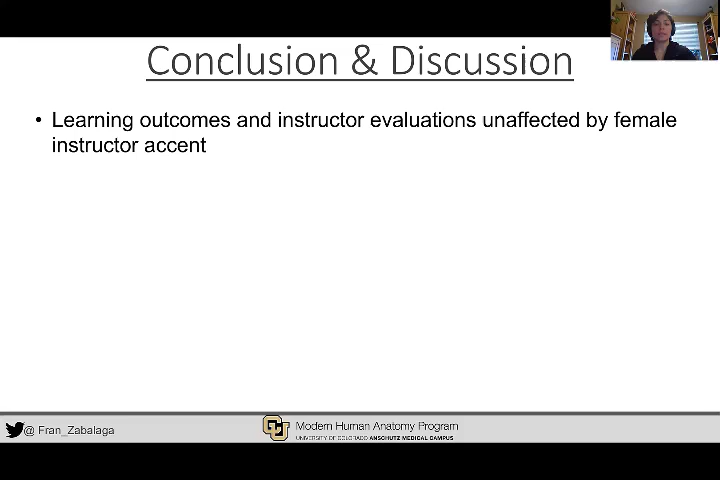 Conclusion & Discussion
• Learning outcomes and instructor evaluations unaffected by female
instructor accent
@ Fran_Zabalaga
CU
Modern Human Anatomy Program
UNIVERSITY OF COLORADO ANSCHUTZ MEDICAL CAMPUS